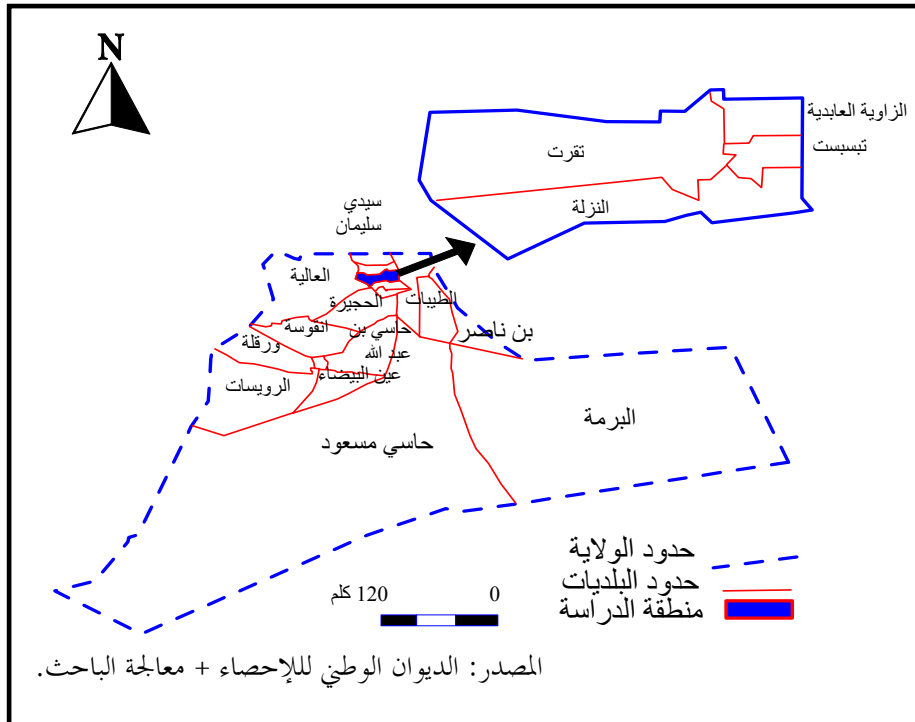 N
الزاوية العابدية
تبسبست
تقرت
النزلة
سيدي
سليمان
العالية
الحجيرة
الطيبات
انقوسة
حاسي بن
عبد الله
بن ناصر
ورقلة
عين البيضاء
الرويسات
البرمة
حاسي مسعود
حدود الولاية
حدود البلديات
منطقة الدراسة
0
120 كلم
المصدر: الديوان الوطني لللإحصاء + معالجة الباحث.